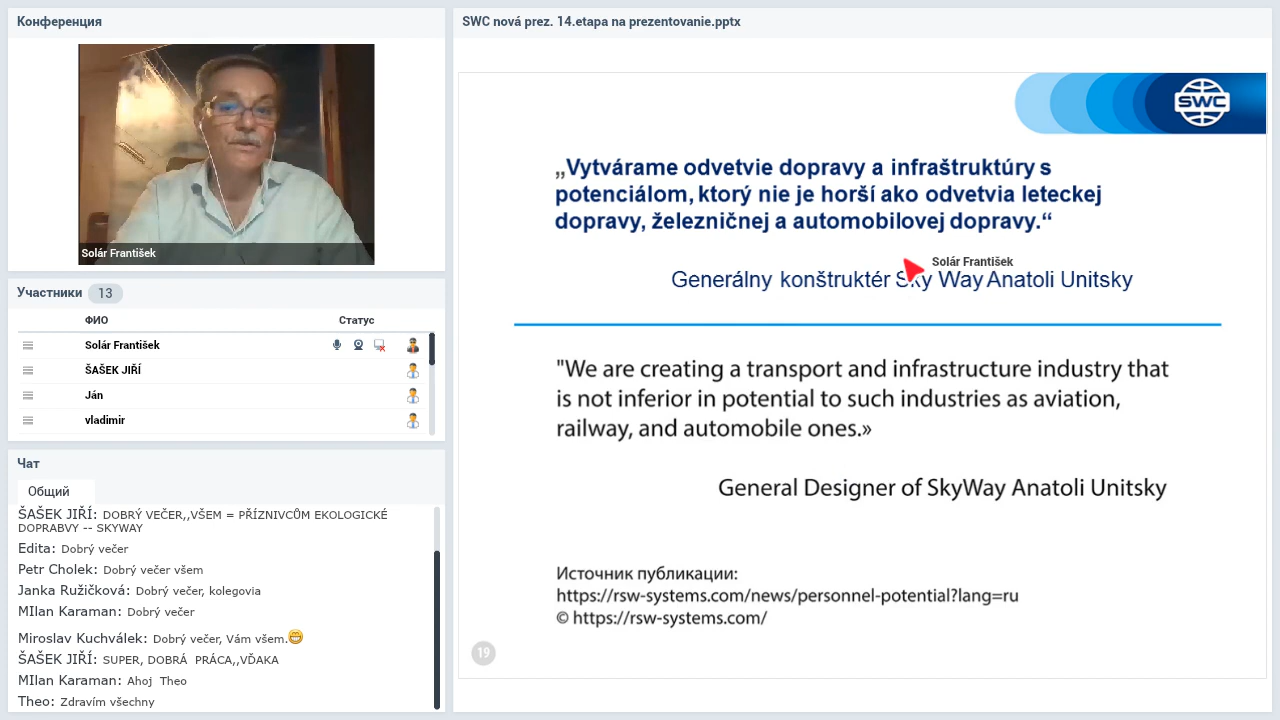 Конференция
Solár František
Участники 13
ФИО Статус
Solár František
ŠAŠEK JIŘÍ
Ján
vladimir
Чат
Общий
ŠAŠEK JIŘÍ: DOBRÝ VEČER,,VŠEM = PŘÍZNIVCŮM EKOLOGICKÉ
DOPRABVY -- SKYWAY
Edita: Dobrý večer
Petr Cholek: Dobrý večer všem
Janka Ružičková: Dobrý večer, kolegovia
MIlan Karaman: Dobrý večer
Miroslav Kuchválek: Dobrý večer, Vám všem.😁
ŠAŠEK JIŘÍ: SUPER, DOBRÁ PRÁCA,,VĎAKA
MIlan Karaman: Ahoj Theo
Theo: Zdravím všechny
SWC nová prez. 14.etapa na prezentovanie.pptx
SWC
„Vytvárame odvetvie dopravy a infraštruktúry s
potenciálom, ktorý nie je horší ako odvetvia leteckej
dopravy, železničnej a automobilovej dopravy.“
Solár František
Generálny konštruktér Sky Way Anatoli Unitsky
"We are creating a transport and infrastructure industry that
is not inferior in potential to such industries as aviation,
railway, and automobile ones.»
General Designer of SkyWay Anatoli Unitsky
Источник публикации:
https://rsw-systems.com/news/personnel-potential?lang=ru
© https://rsw-systems.com/
19